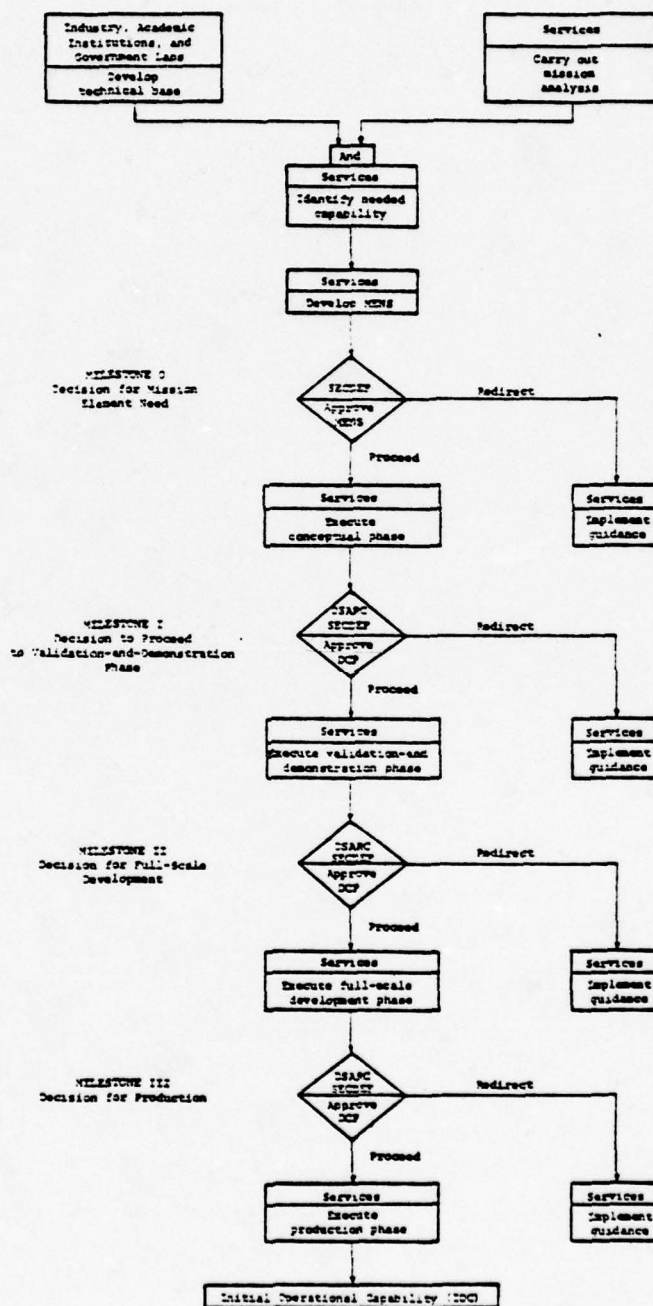 Industry, Academic
Institutions, and
Government Labs
Develop
technical base
Services
Carry out
mission
analysis
And
Services
Identify needed
capability
Services
Develop MENS
MILESTONE 0
Decision for Mission
Element Need
SECDEF
Approve
MENS
Redirect
Proceed
Services
Execute
conceptual phase
Services
Implement
guidance
MILESTONE I
Decision to Proceed
to Validation-and-Demonstration
Phase
DSARC
SECDEF
Approve
DCP
Redirect
Proceed
Services
Execute validation-and
demonstration phase
Services
Implement
guidance
MILESTONE II
Decision for Full-Scale
Development
DSARC
SECDEF
Approve
DCP
Redirect
Proceed
Services
Execute full-scale
development phase
Services
Implement
guidance
MILESTONE III
Decision for Production
DSARC
SECDEF
Approve
DCP
Redirect
Proceed
Services
Execute
production phase
Services
Implement
guidance
Initial Operational Capability (IOC)